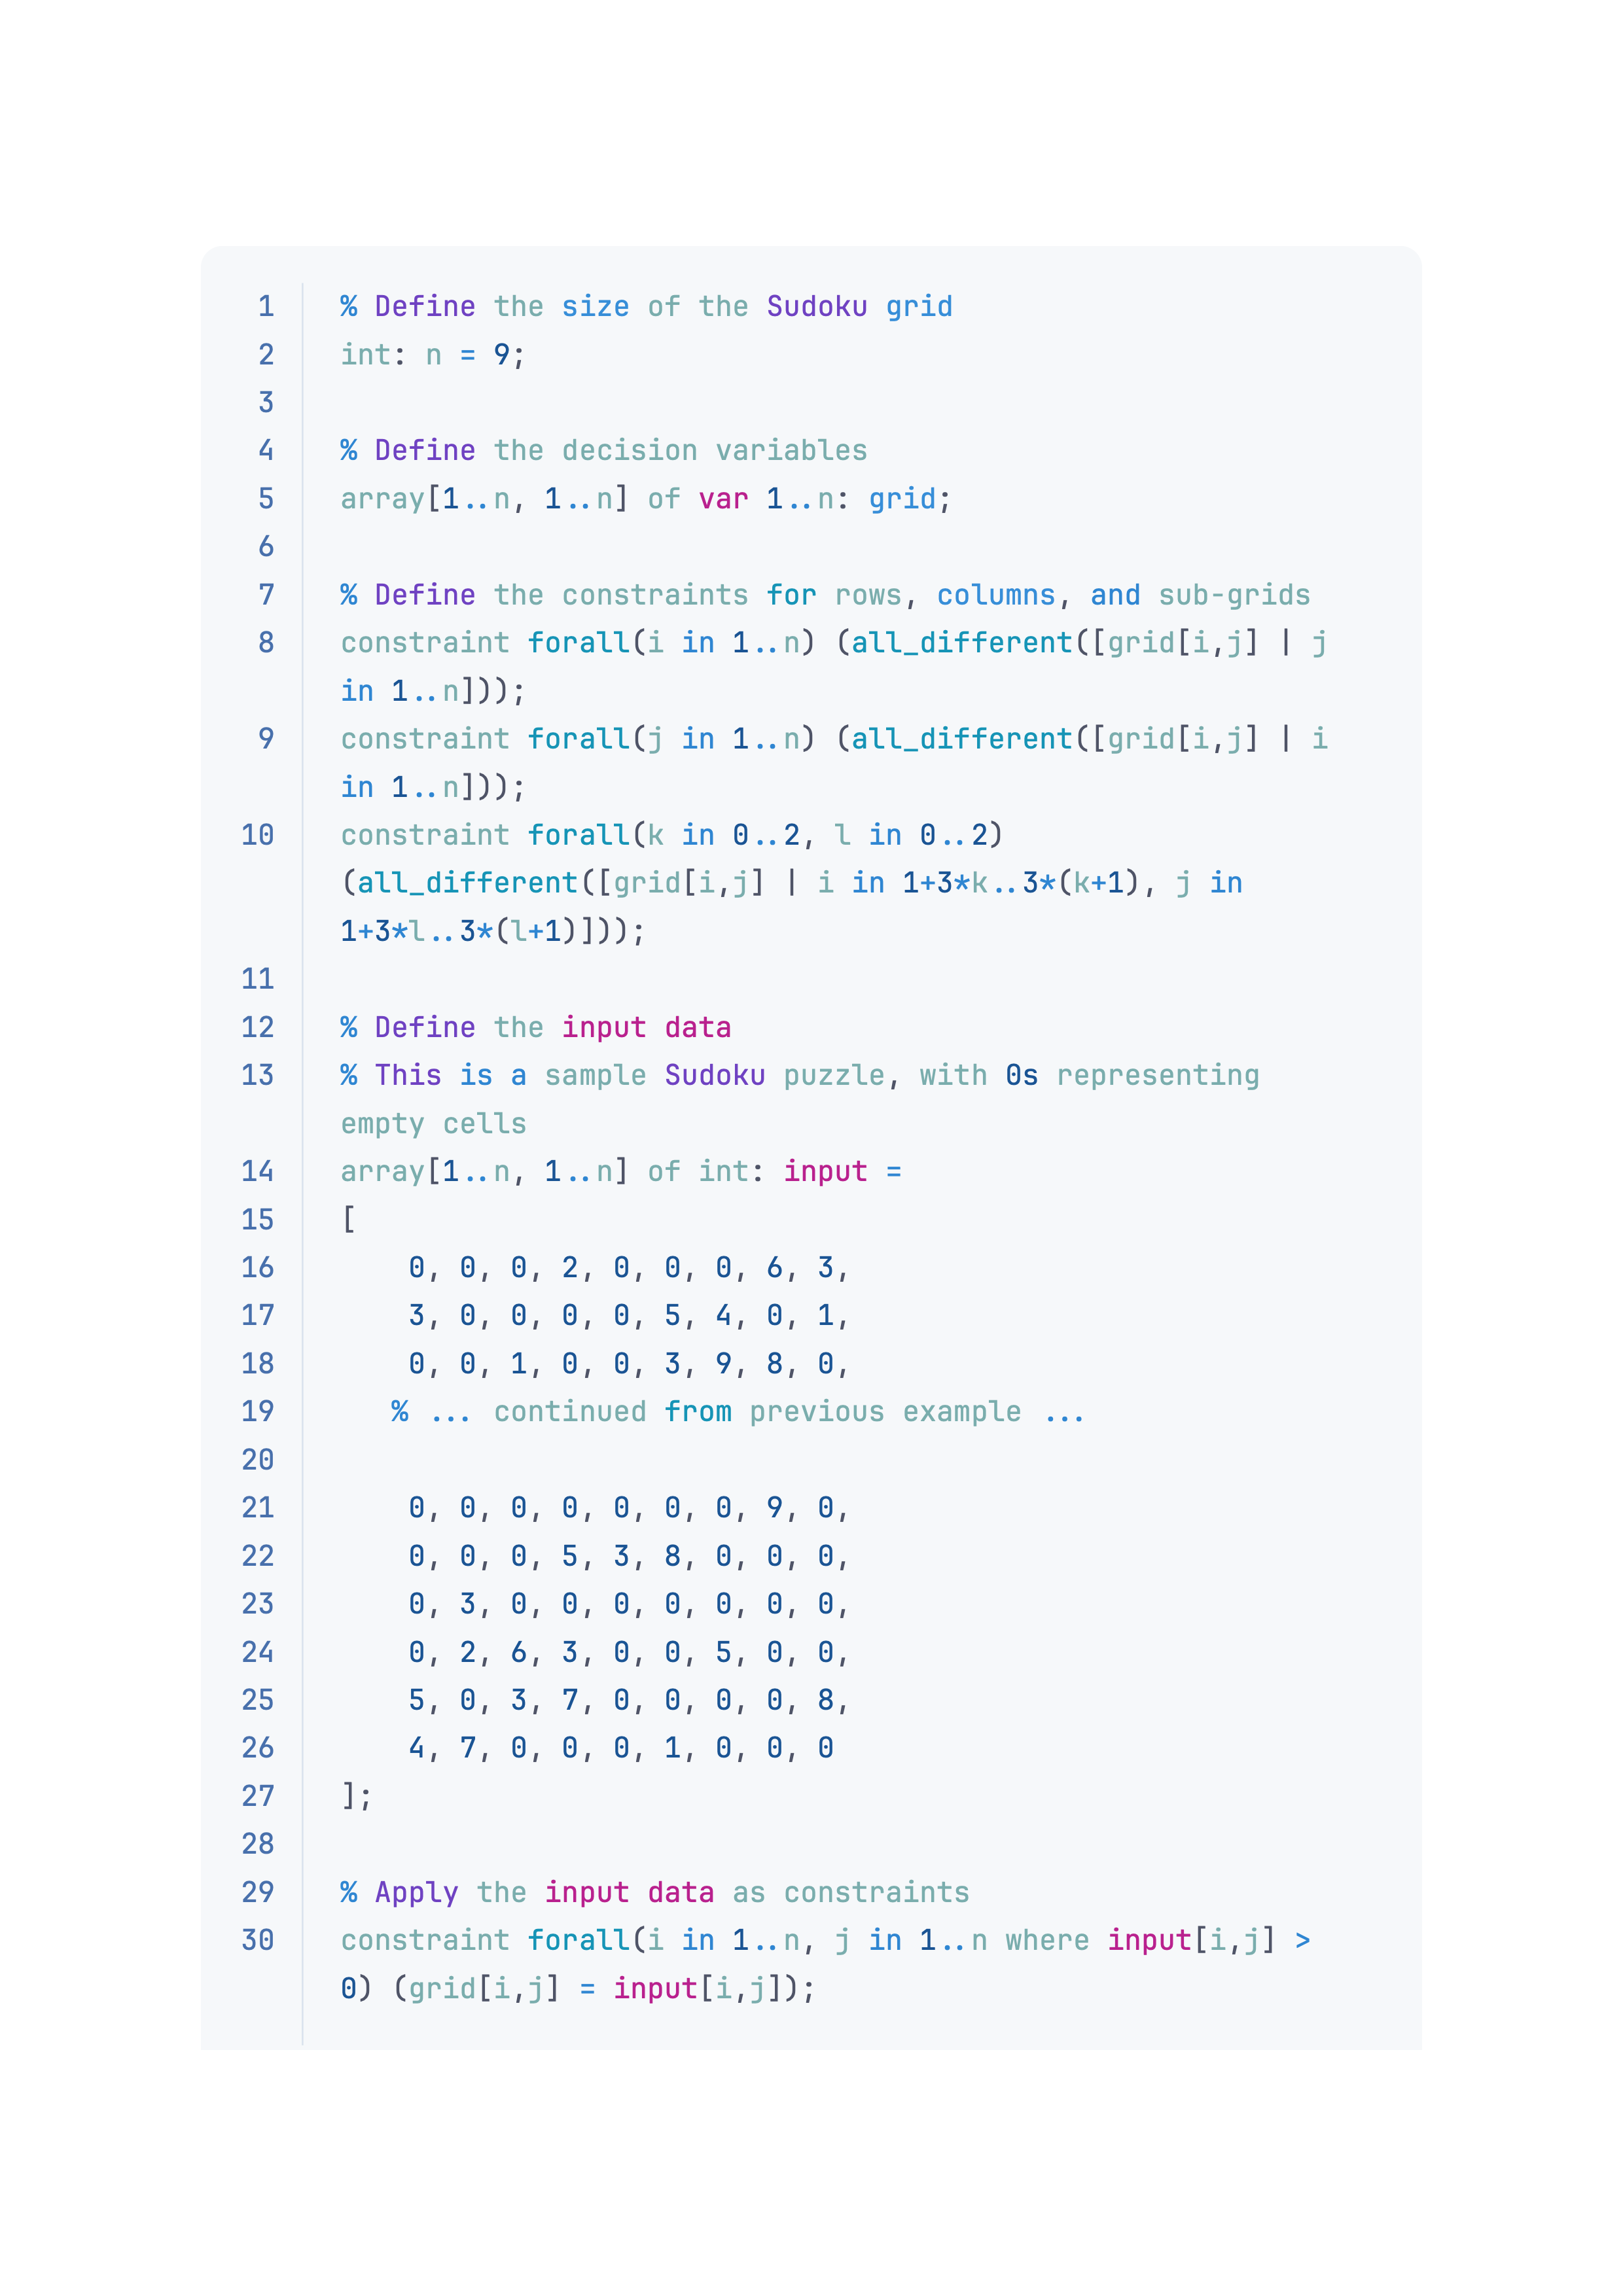 1 % Define the size of the Sudoku grid
2 int: n = 9;
3
4 % Define the decision variables
5 array[1..n, 1..n] of var 1..n: grid;
6
7 % Define the constraints for rows, columns, and sub-grids
8 constraint forall(i in 1..n) (all_different([grid[i,j] | j
in 1..n]));
9 constraint forall(j in 1..n) (all_different([grid[i,j] | i
in 1..n]));
10 constraint forall(k in 0..2, l in 0..2)
(all_different([grid[i,j] | i in 1+3*k..3*(k+1), j in
1+3*l..3*(l+1)]));
11
12 % Define the input data
13 % This is a sample Sudoku puzzle, with 0s representing
empty cells
14 array[1..n, 1..n] of int: input =
15 [
16     0, 0, 0, 2, 0, 0, 0, 6, 3,
17     3, 0, 0, 0, 0, 5, 4, 0, 1,
18     0, 0, 1, 0, 0, 3, 9, 8, 0,
19    % ... continued from previous example ...
20
21     0, 0, 0, 0, 0, 0, 0, 9, 0,
22     0, 0, 0, 5, 3, 8, 0, 0, 0,
23     0, 3, 0, 0, 0, 0, 0, 0, 0,
24     0, 2, 6, 3, 0, 0, 5, 0, 0,
25     5, 0, 3, 7, 0, 0, 0, 0, 8,
26     4, 7, 0, 0, 0, 1, 0, 0, 0
27 ];
28
29 % Apply the input data as constraints
30 constraint forall(i in 1..n, j in 1..n where input[i,j] >
0) (grid[i,j] = input[i,j]);